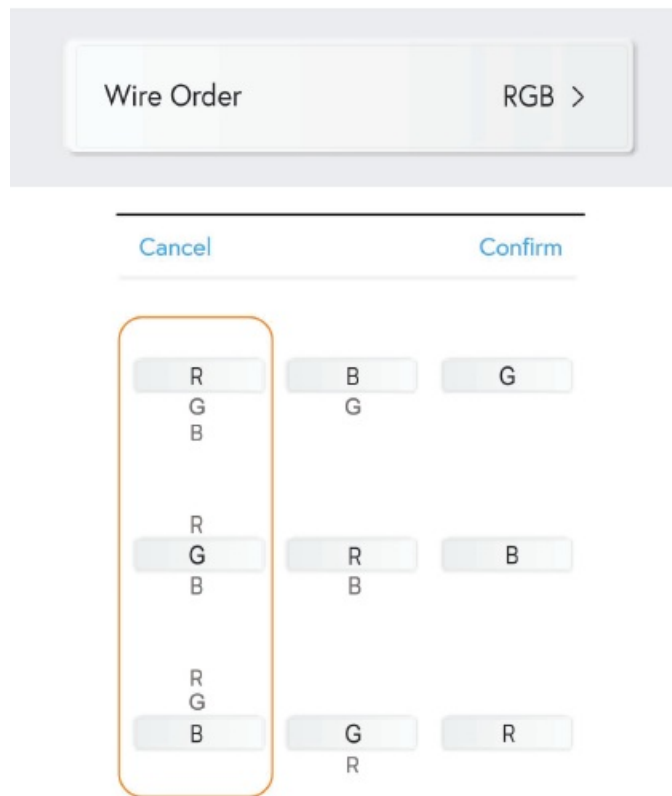 Wire Order RGB >
Cancel Confirm
R B G
G G
B
R
G R B
B B
R
G
B G R
R